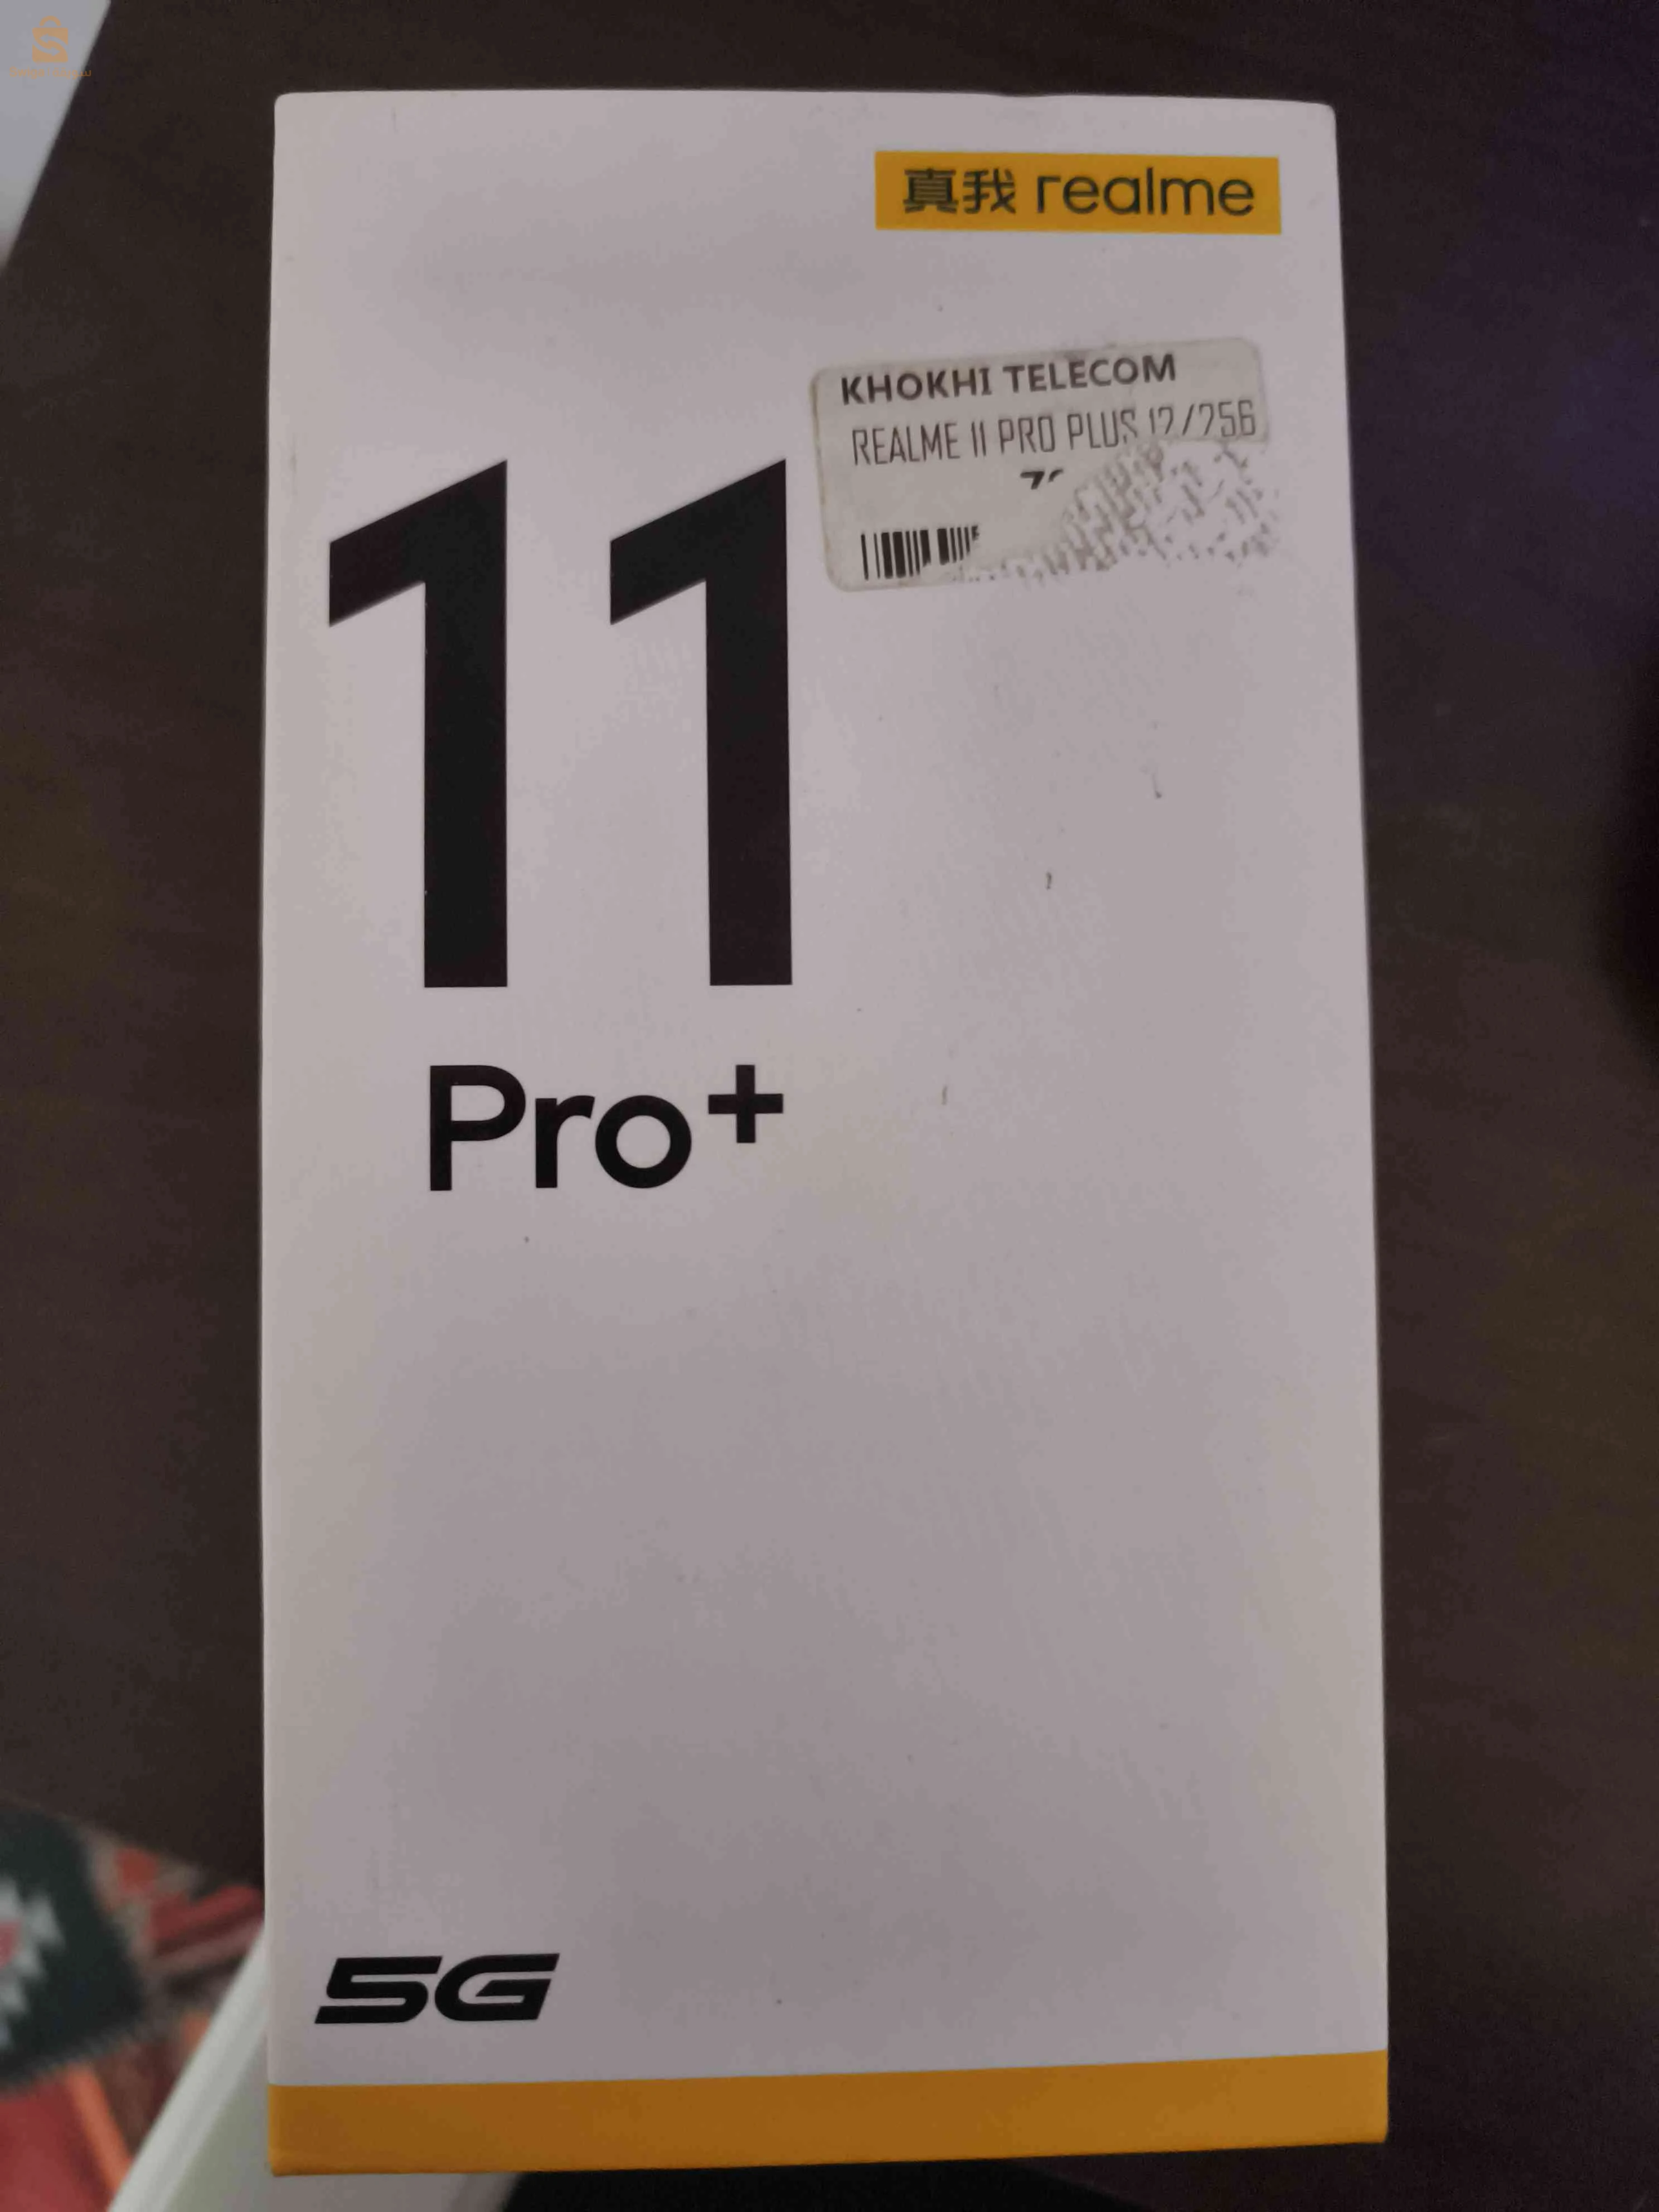 真我 realme
KHOKHI TELECOM
REALME 11 PRO PLUS 12/256
11
Pro+
5G